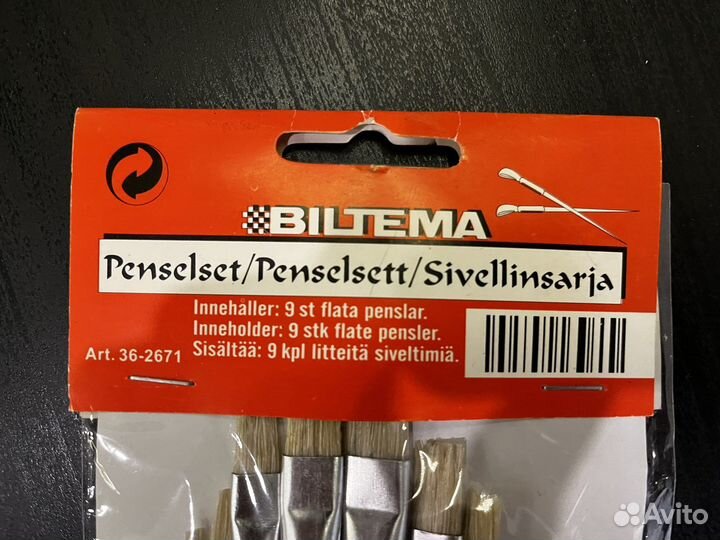 BILTEMA
Penselset/Penselsett/Sivellinsarja
Innehåller: 9 st flata penslar.
Inneholder: 9 stk flate pensler.
Sisältää: 9 kpl litteitä siveltimiä.
Art. 36-2671
Avito